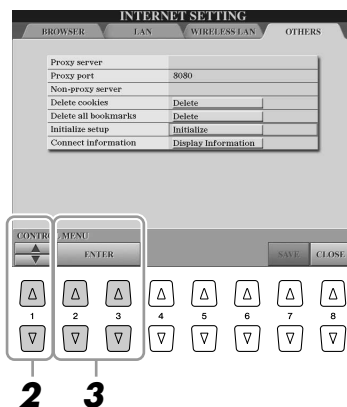 INTERNET SETTING
BROWSER LAN WIRELESS LAN OTHERS
Proxy server
Proxy port 8080
Non-proxy server
Delete cookies Delete
Delete all bookmarks Delete
Initialize setup Initialize
Connect information Display Information
CONTROL MENU
ENTER SAVE CLOSE
1 2 3 4 5 6 7 8
2 3